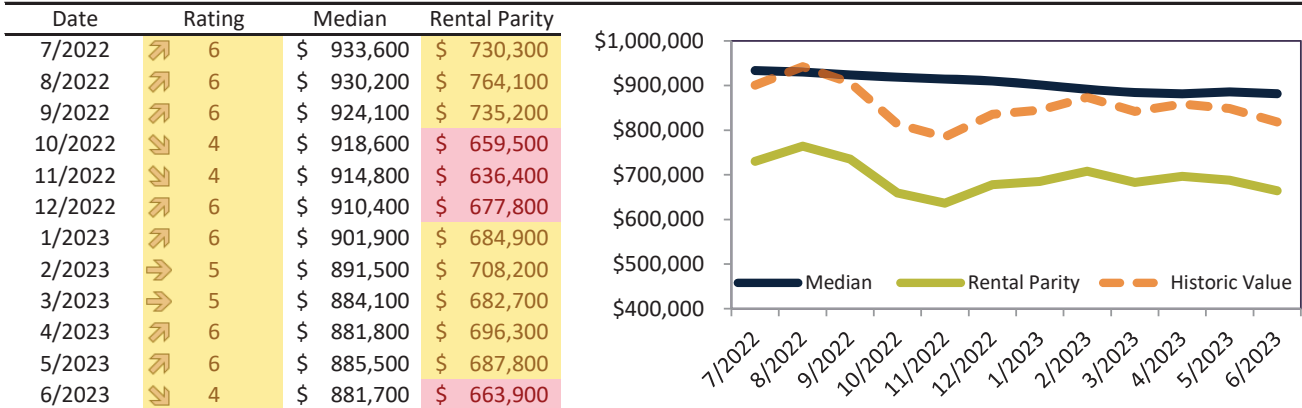 Date Rating Median Rental Parity
7/2022 6 $ 933,600 $ 730,300
8/2022 6 $ 930,200 $ 764,100
9/2022 6 $ 924,100 $ 735,200
10/2022 4 $ 918,600 $ 659,500
11/2022 4 $ 914,800 $ 636,400
12/2022 6 $ 910,400 $ 677,800
1/2023 6 $ 901,900 $ 684,900
2/2023 5 $ 891,500 $ 708,200
3/2023 5 $ 884,100 $ 682,700
4/2023 6 $ 881,800 $ 696,300
5/2023 6 $ 885,500 $ 687,800
6/2023 4 $ 881,700 $ 663,900
$1,000,000
$900,000
$800,000
$700,000
$600,000
$500,000
$400,000
Median Rental Parity Historic Value
7/2022 8/2022 9/2022 10/2022 11/2022 12/2022 1/2023 2/2023 3/2023 4/2023 5/2023 6/2023